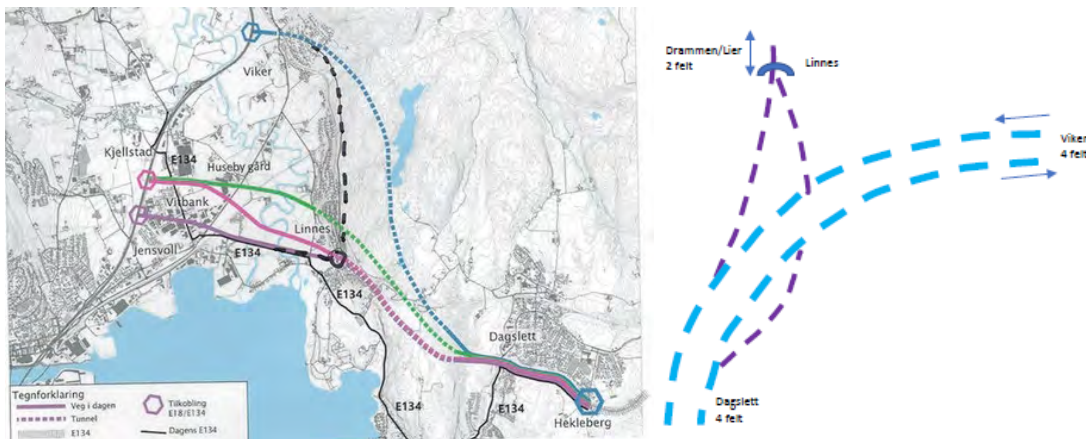 Viker
Kjellstad
E134
Huseby gård
Vitbank
Linnes
Jensvoll
E134
E134
Dagslett
E134
E134
Hekleberg
Tegnforklaring
Veg i dagen
Tunnel
E134
Tilkobling
E18/E134
Dagens E134
Drammen/Lier
2 felt
Linnes
Viker
4 felt
Dagslett
4 felt